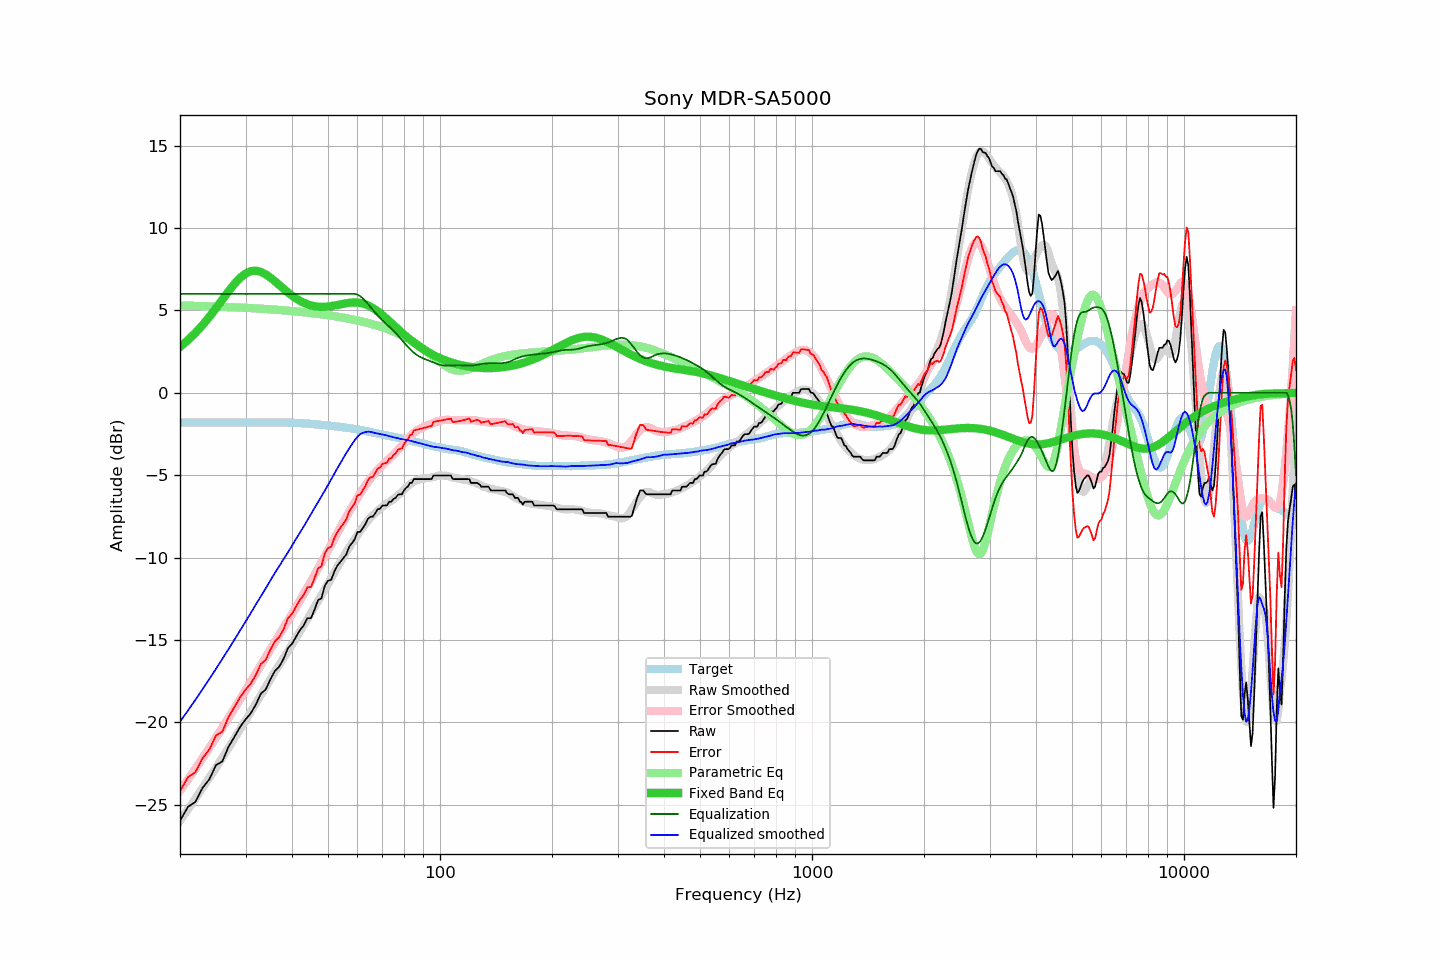 Sony MDR-SA5000
Amplitude (dBr)
15
10
5
0
−5
−10
−15
−20
−25
Target
Raw Smoothed
Error Smoothed
Raw
Error
Parametric Eq
Fixed Band Eq
Equalization
Equalized smoothed
100
1000
10000
Frequency (Hz)